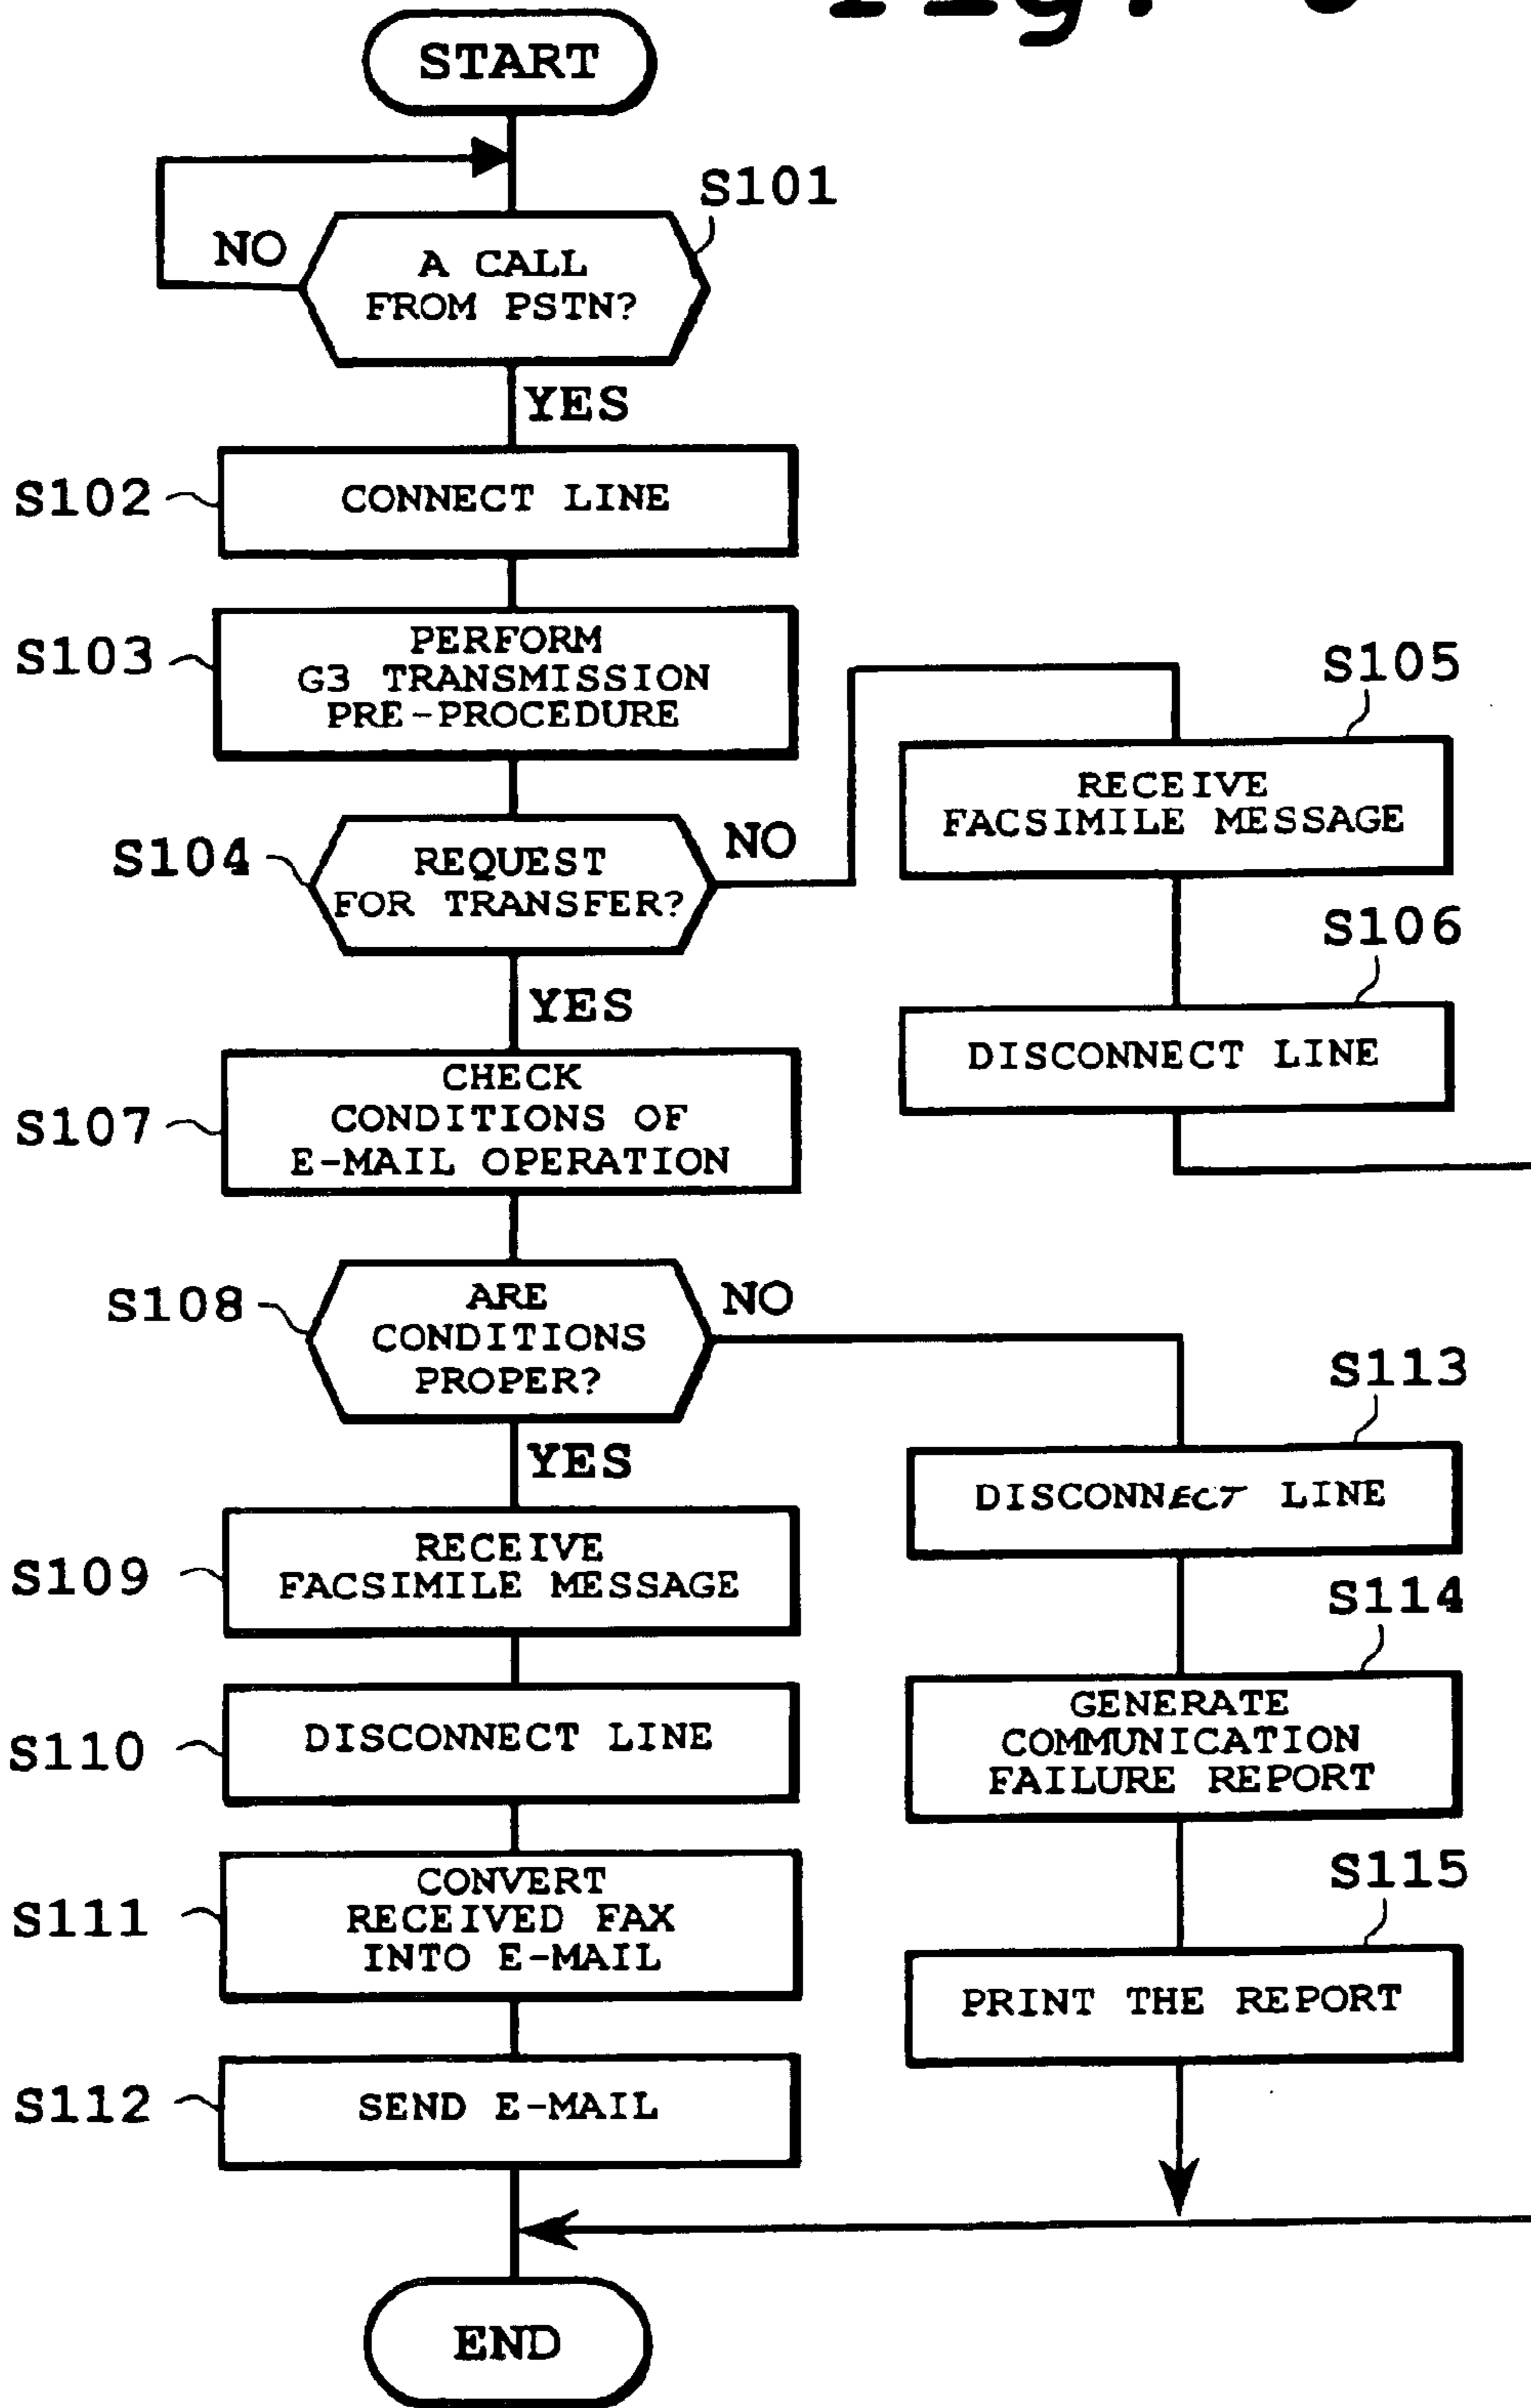 START
S101
NO
A CALL
FROM PSTN?
YES
S102
CONNECT LINE
S103
PERFORM
G3 TRANSMISSION
PRE-PROCEDURE
S104
REQUEST
FOR TRANSFER?
NO
S105
RECEIVE
FACSIMILE MESSAGE
S106
DISCONNECT LINE
YES
S107
CHECK
CONDITIONS OF
E-MAIL OPERATION
S108
ARE
CONDITIONS
PROPER?
NO
YES
S109
RECEIVE
FACSIMILE MESSAGE
S110
DISCONNECT LINE
S111
CONVERT
RECEIVED FAX
INTO E-MAIL
S112
SEND E-MAIL
S113
DISCONNECT LINE
S114
GENERATE
COMMUNICATION
FAILURE REPORT
S115
PRINT THE REPORT
END